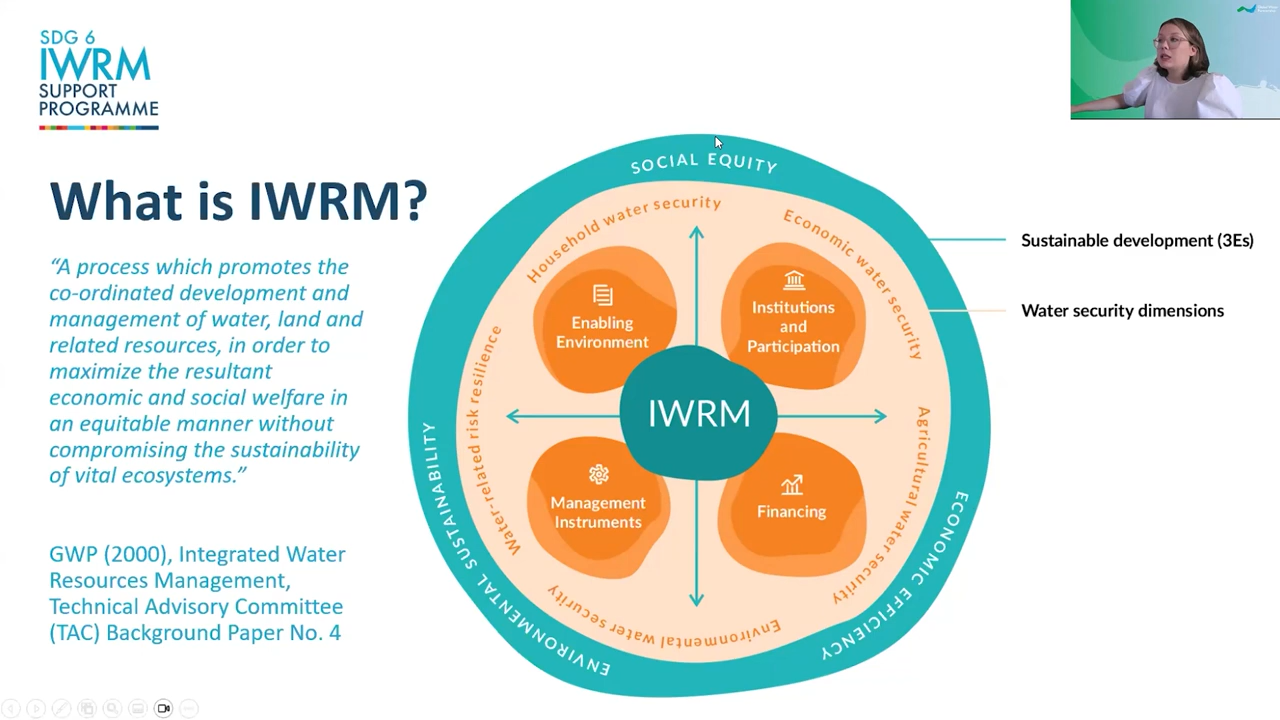 SDG 6
IWRM
SUPPORT
PROGRAMME
What is IWRM?
“A process which promotes the
co-ordinated development and
management of water, land and
related resources, in order to
maximize the resultant
economic and social welfare in
an equitable manner without
compromising the sustainability
of vital ecosystems.”
GWP (2000), Integrated Water
Resources Management,
Technical Advisory Committee
(TAC) Background Paper No. 4
SOCIAL EQUITY
Household water security
Economic water security
Enabling
Environment
Institutions
and
Participation
IWRM
Water-related risk resilience
Agricultural water security
Management
Instruments
Financing
Environmental water security
ENVIRONMENTAL SUSTAINABILITY
ECONOMIC EFFICIENCY
Sustainable development (3Es)
Water security dimensions